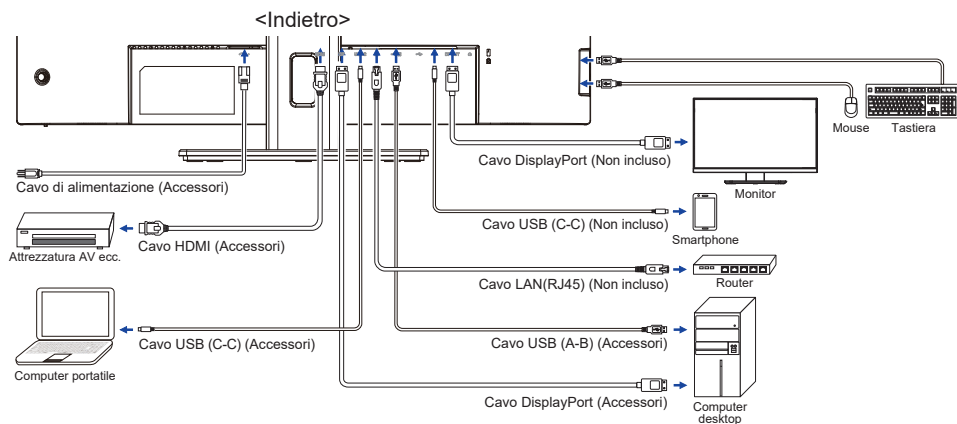 <Indietro>
Mouse
Tastiera
Cavo DisplayPort (Non incluso)
Monitor
Cavo di alimentazione (Accessori)
Cavo USB (C-C) (Non incluso)
Smartphone
Cavo HDMI (Accessori)
Attrezzatura AV ecc.
Cavo LAN(RJ45) (Non incluso)
Router
Cavo USB (C-C) (Accessori)
Cavo USB (A-B) (Accessori)
Computer portatile
Cavo DisplayPort (Accessori)
Computer
desktop